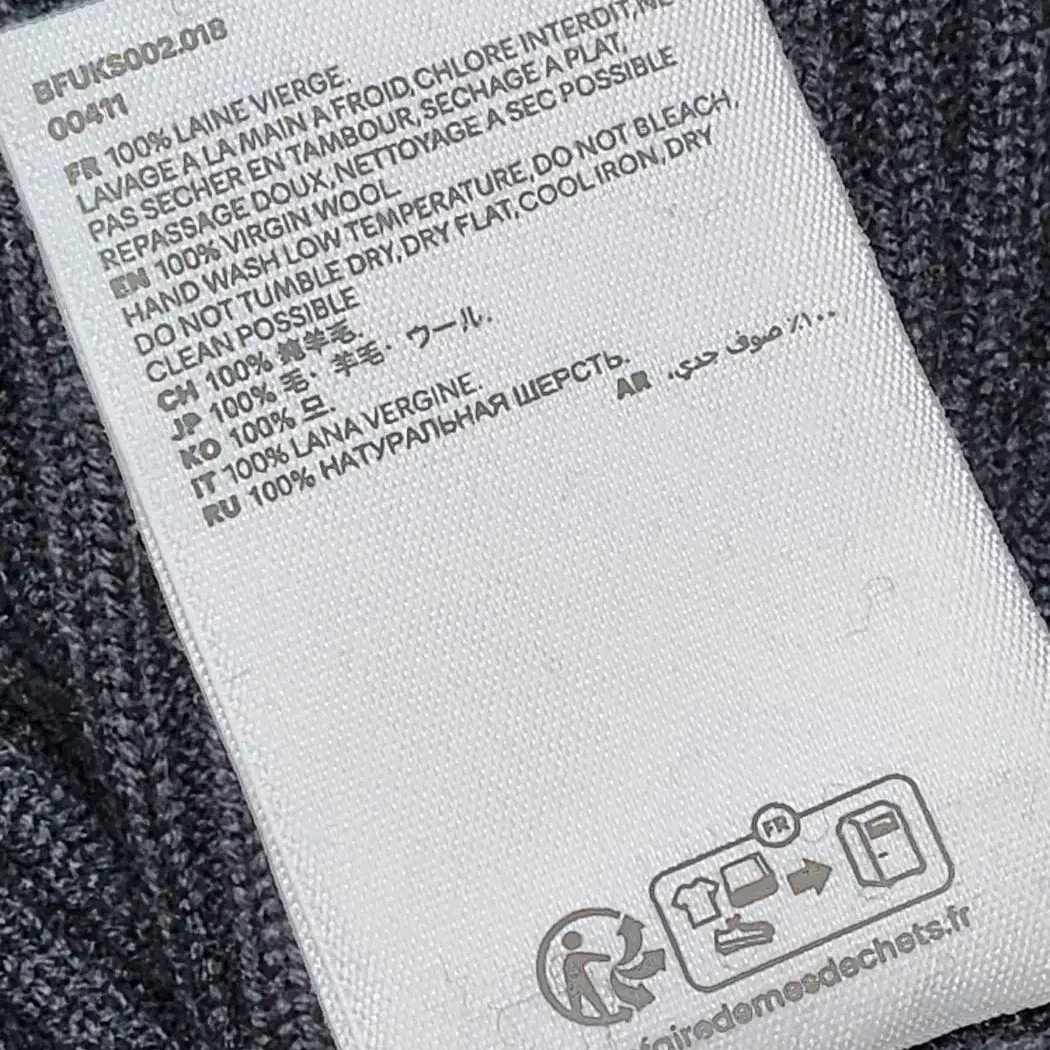 BFUKS002.018
00411
FR 100% LAINE VIERGE.
LAVAGE A LA MAIN A FROID, CHLORE INTERDIT, NE
PAS SECHER EN TAMBOUR, SECHAGE A PLAT,
REPASSAGE DOUX, NETTOYAGE A SEC POSSIBLE
EN 100% VIRGIN WOOL.
HAND WASH LOW TEMPERATURE, DO NOT BLEACH,
DO NOT TUMBLE DRY, DRY FLAT, COOL IRON, DRY
CLEAN POSSIBLE
CH 100% 纯羊毛.
JP 100% 毛· 羊毛· ウール.
KO 100% 모.
IT 100% LANA VERGINE.
RU 100% НАТУРАЛЬНАЯ ШЕРСТЬ.
AR ١٠٠٪ صوف جدي.
FR
fairedemesdechets.fr